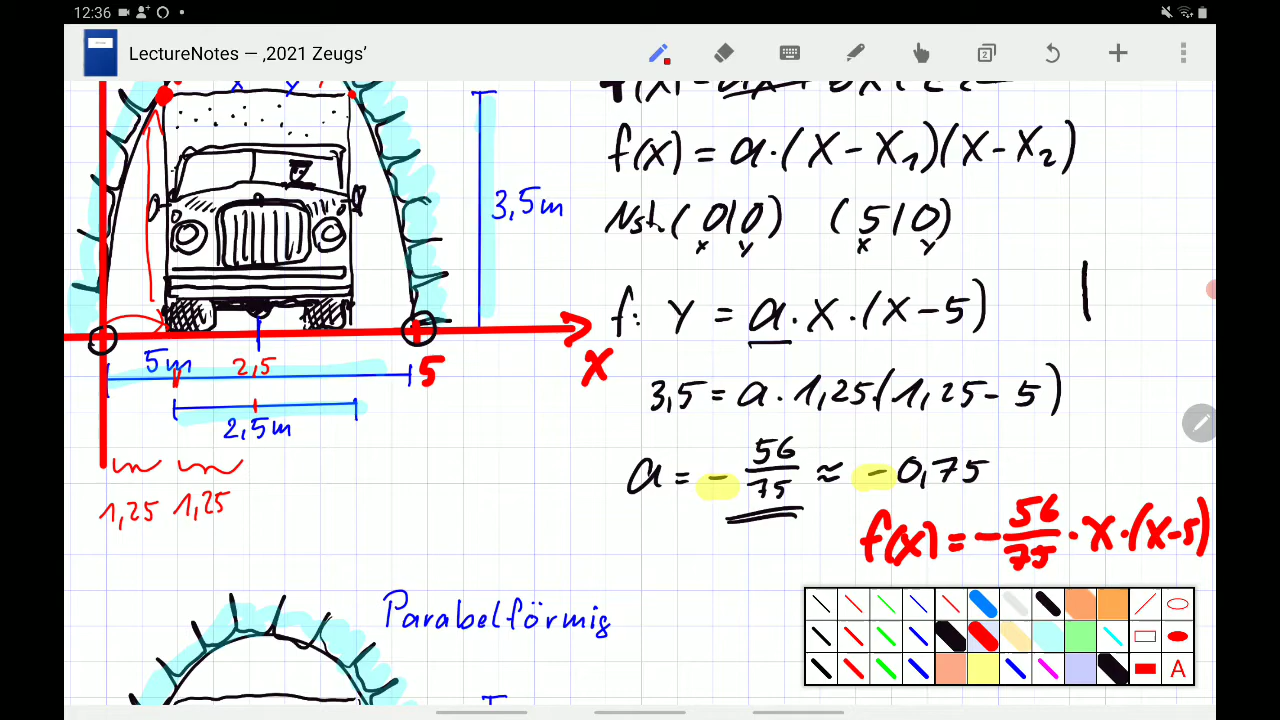 12:36
LectureNotes — ‚2021 Zeugs'
x y
f(x) = a·(x-x₁)(x-x₂)
3,5m
Nst. (0|0) (5|0)
x y x y
f: y = a·x·(x-5)
5m 2,5 5 x
3,5 = a·1,25·(1,25-5)
2,5m
a = - 56/75 ≈ -0,75
1,25 1,25
f(x) = - 56/75 ·x·(x-5)
Parabelförmig
A